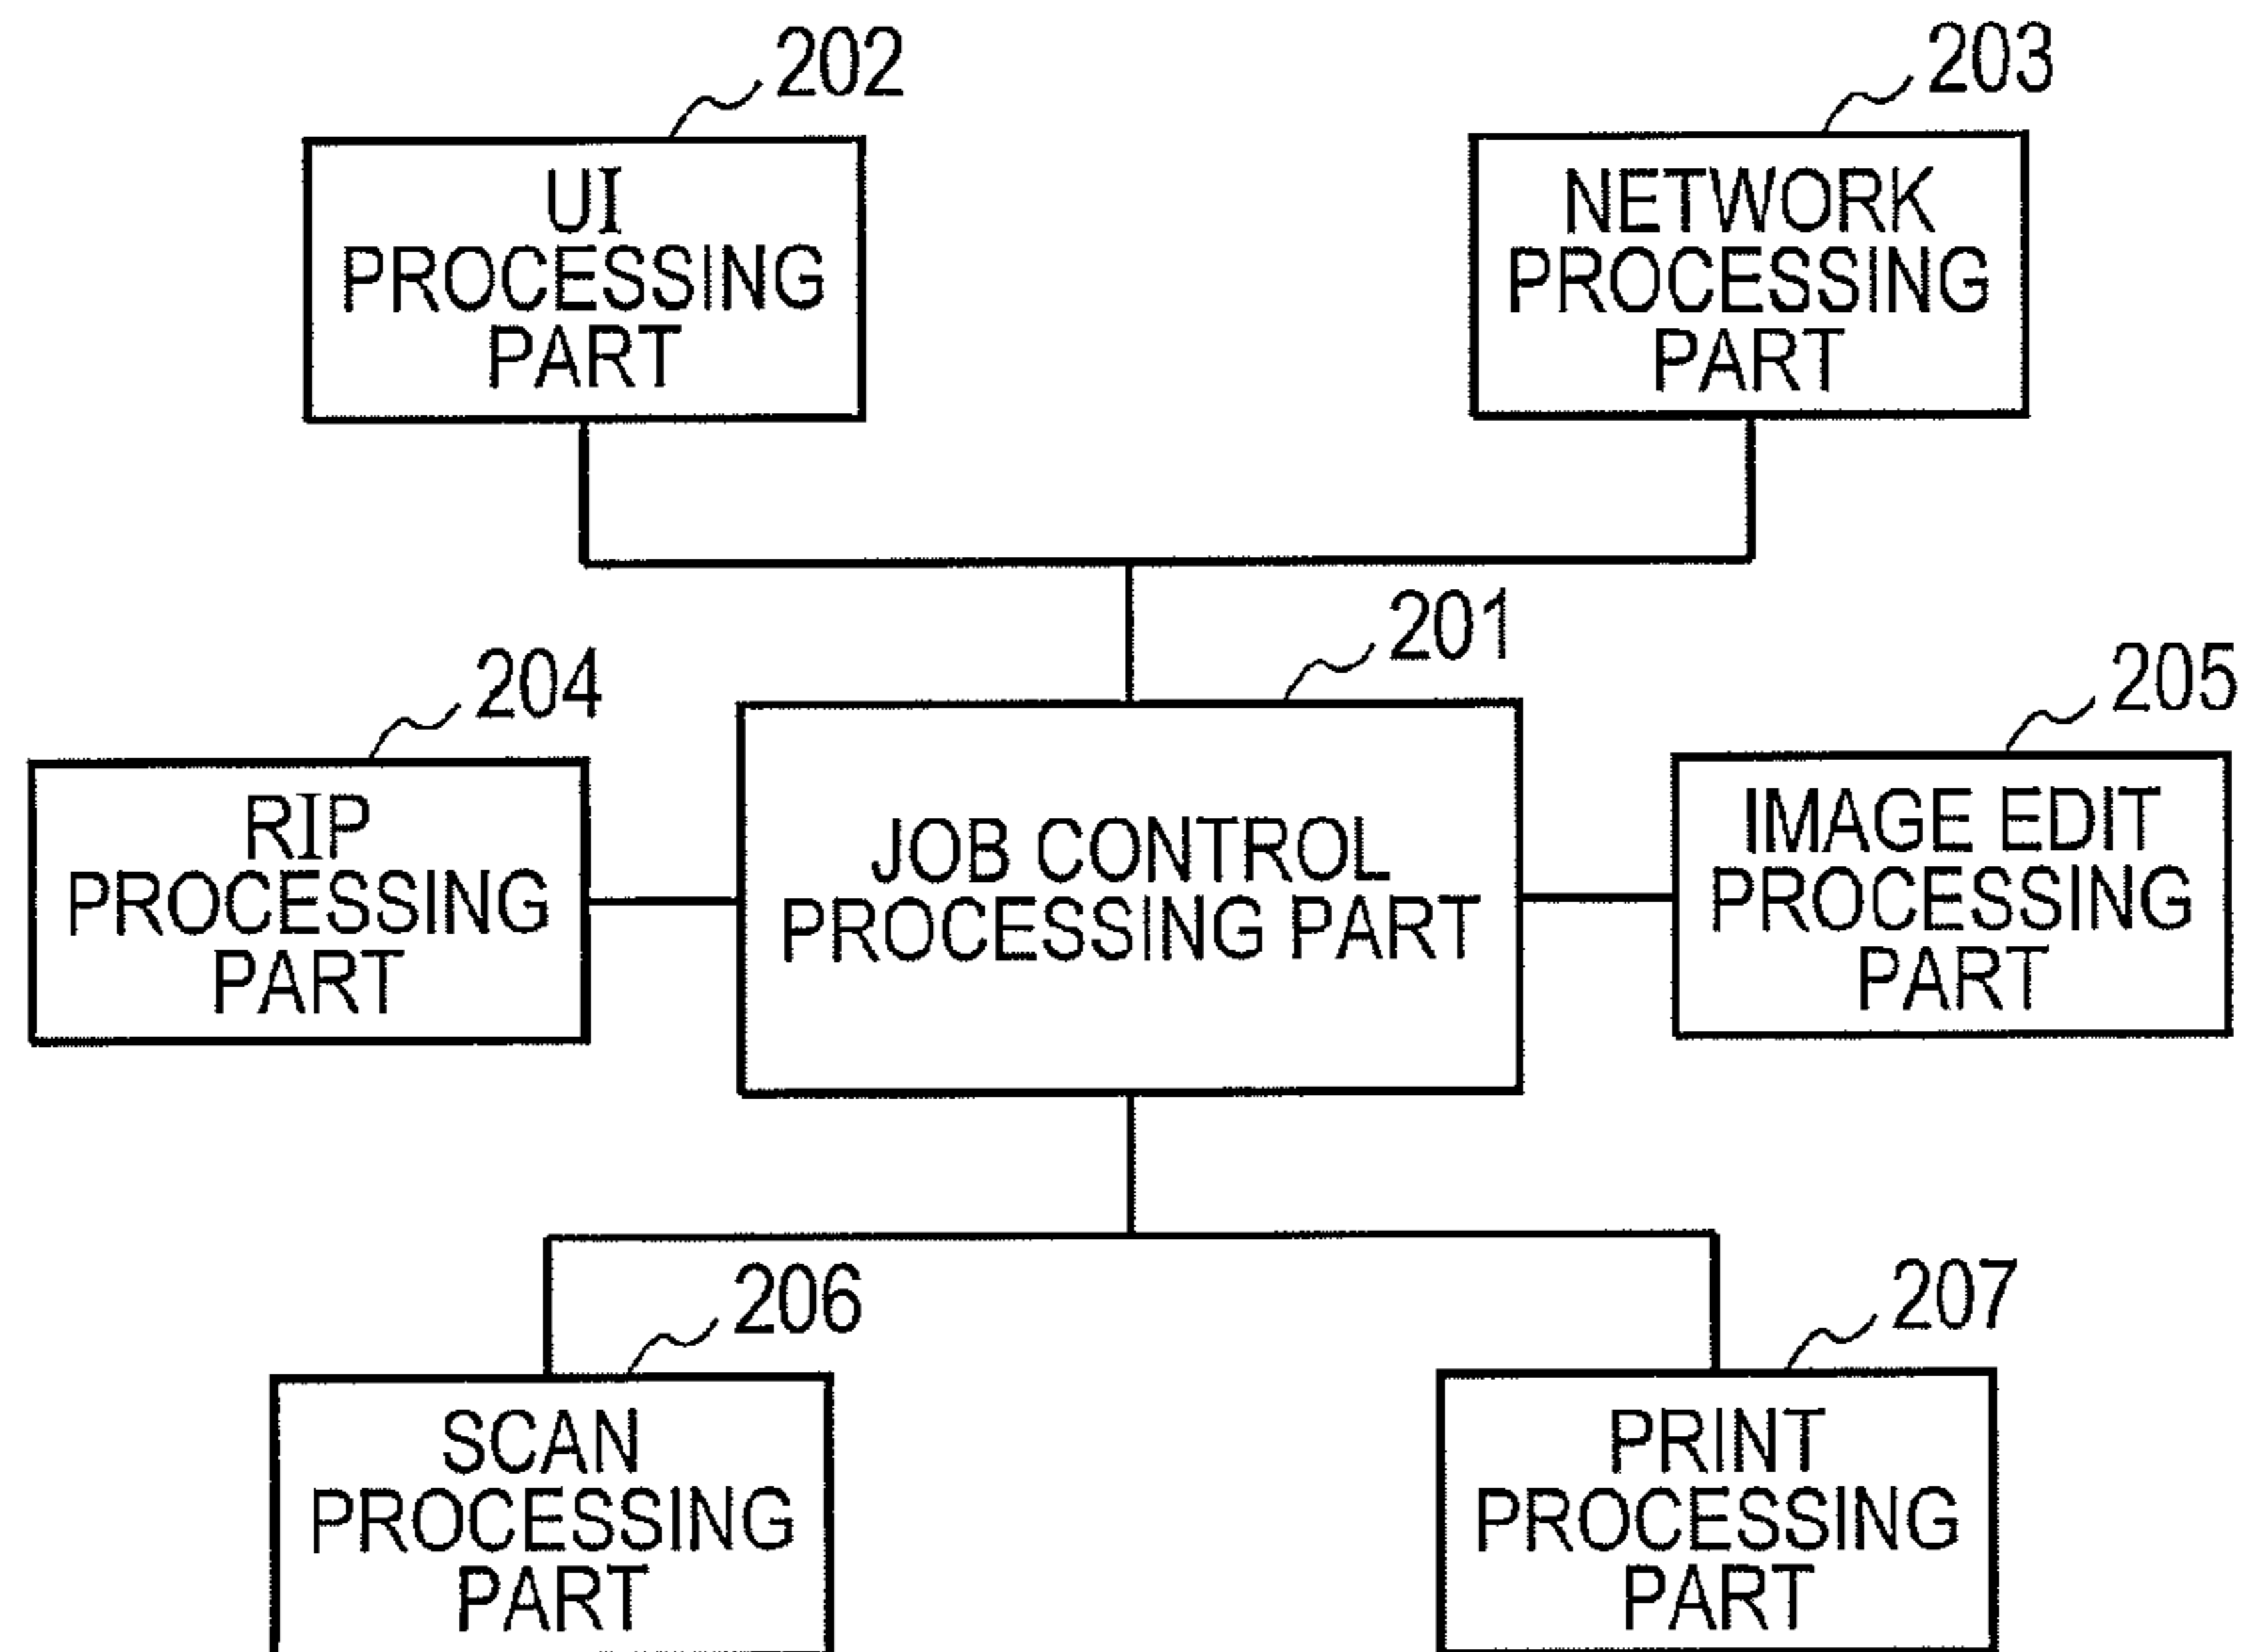 202
UI
PROCESSING
PART
203
NETWORK
PROCESSING
PART
204
RIP
PROCESSING
PART
201
JOB CONTROL
PROCESSING PART
205
IMAGE EDIT
PROCESSING
PART
206
SCAN
PROCESSING
PART
207
PRINT
PROCESSING
PART